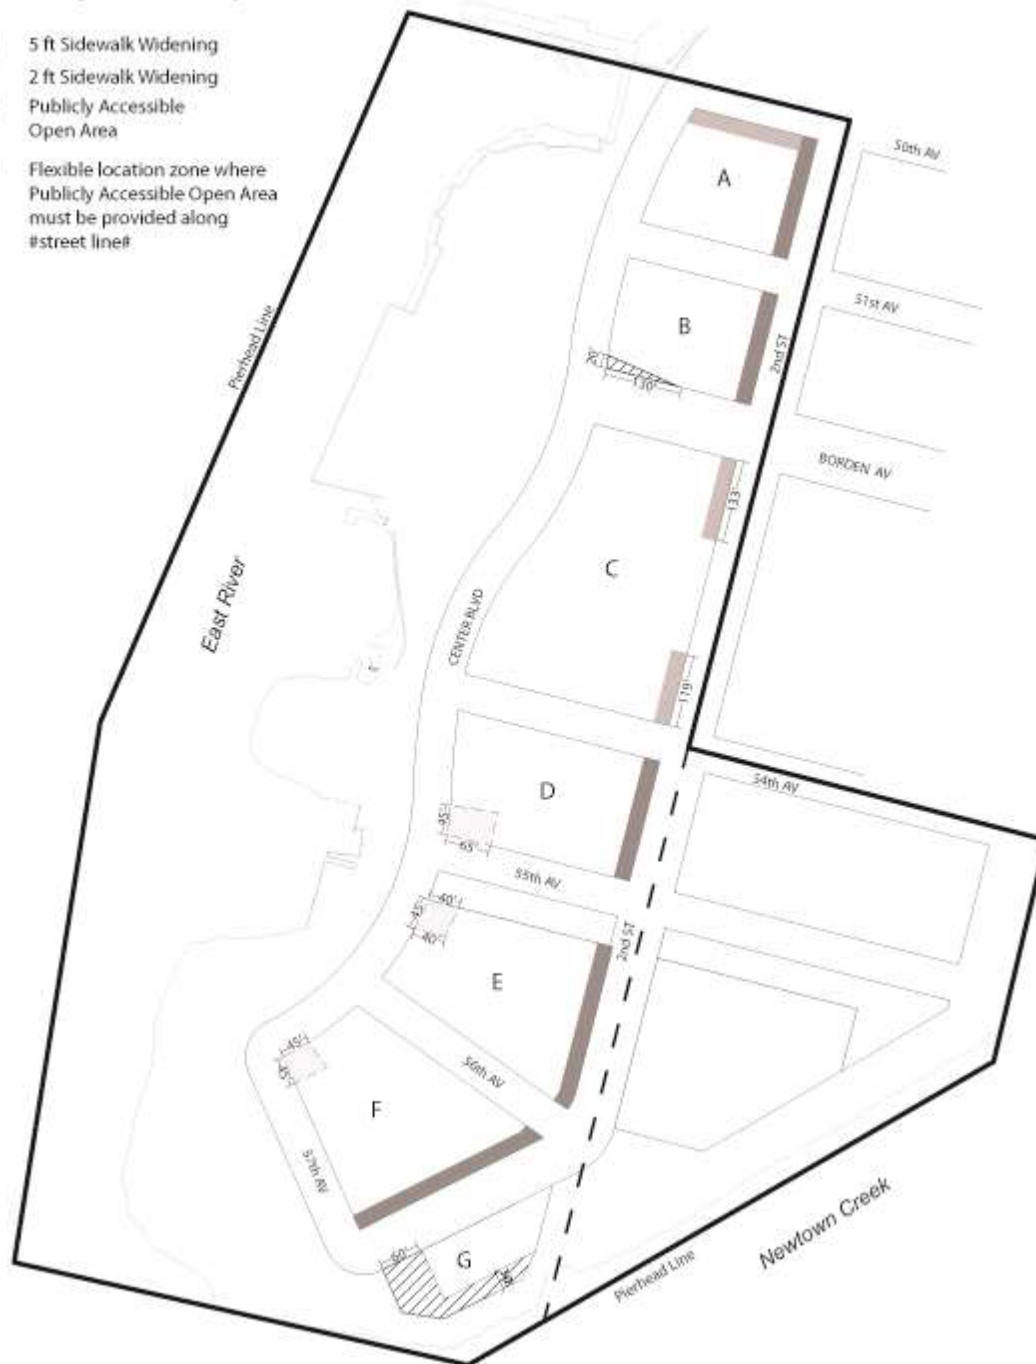 5 ft Sidewalk Widening
2 ft Sidewalk Widening
Publicly Accessible
Open Area
Flexible location zone where
Publicly Accessible Open Area
must be provided along
#street line#
50th AV
A
Pierhead Line
51st AV
B
2nd ST
130'
BORDEN AV
133'
C
East River
CENTER BLVD
119'
D
54th AV
45'
65'
55th AV
40'
45'
40'
2nd ST
E
45'
45'
56th AV
F
57th AV
Newtown Creek
60'
G
Pierhead Line